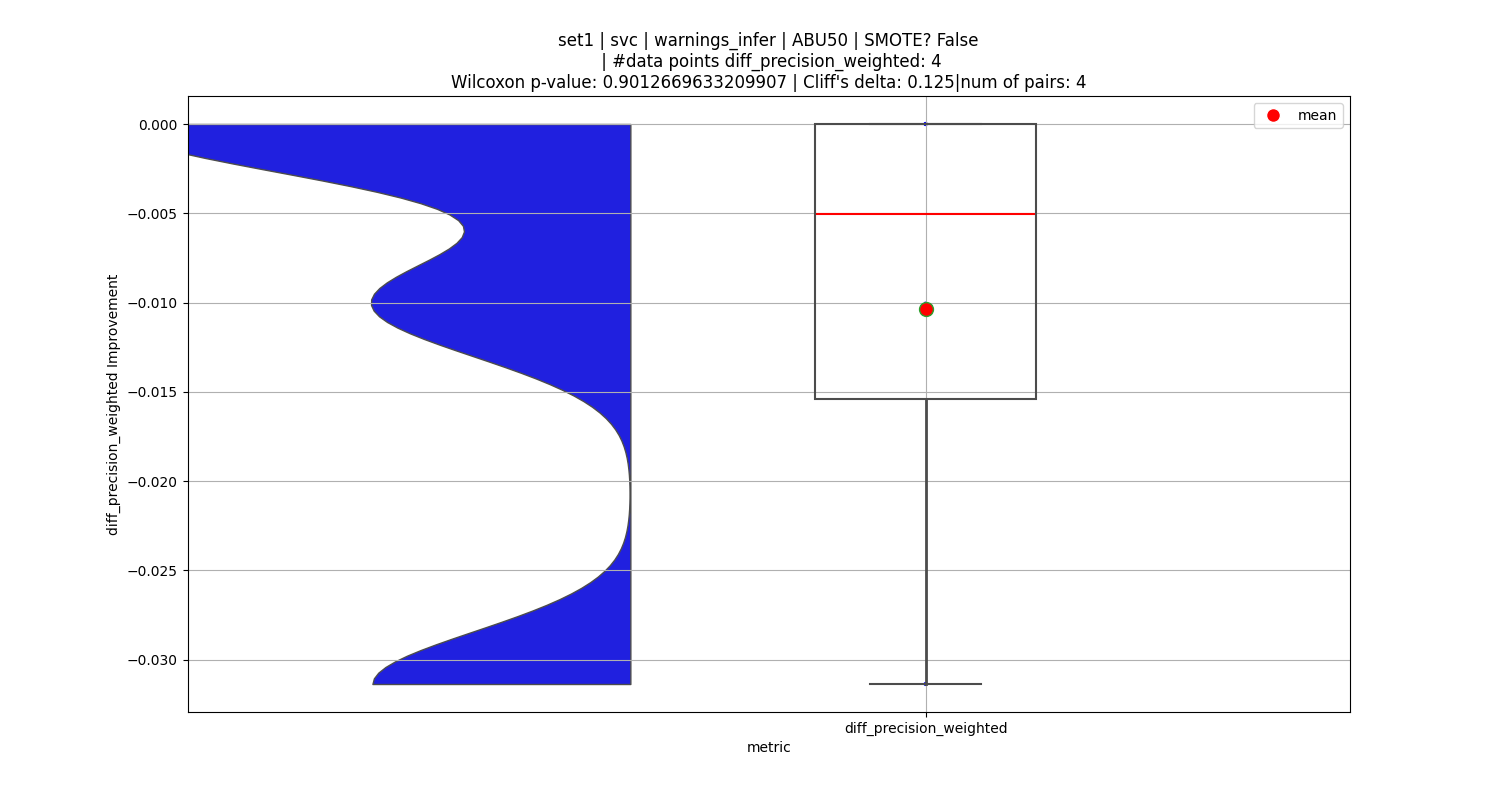 set1 | svc | warnings_infer | ABU50 | SMOTE? False
| #data points diff_precision_weighted: 4
Wilcoxon p-value: 0.9012669633209907 | Cliff's delta: 0.125|num of pairs: 4
mean
0.000
−0.005
−0.010
−0.015
−0.020
−0.025
−0.030
diff_precision_weighted Improvement
diff_precision_weighted
metric